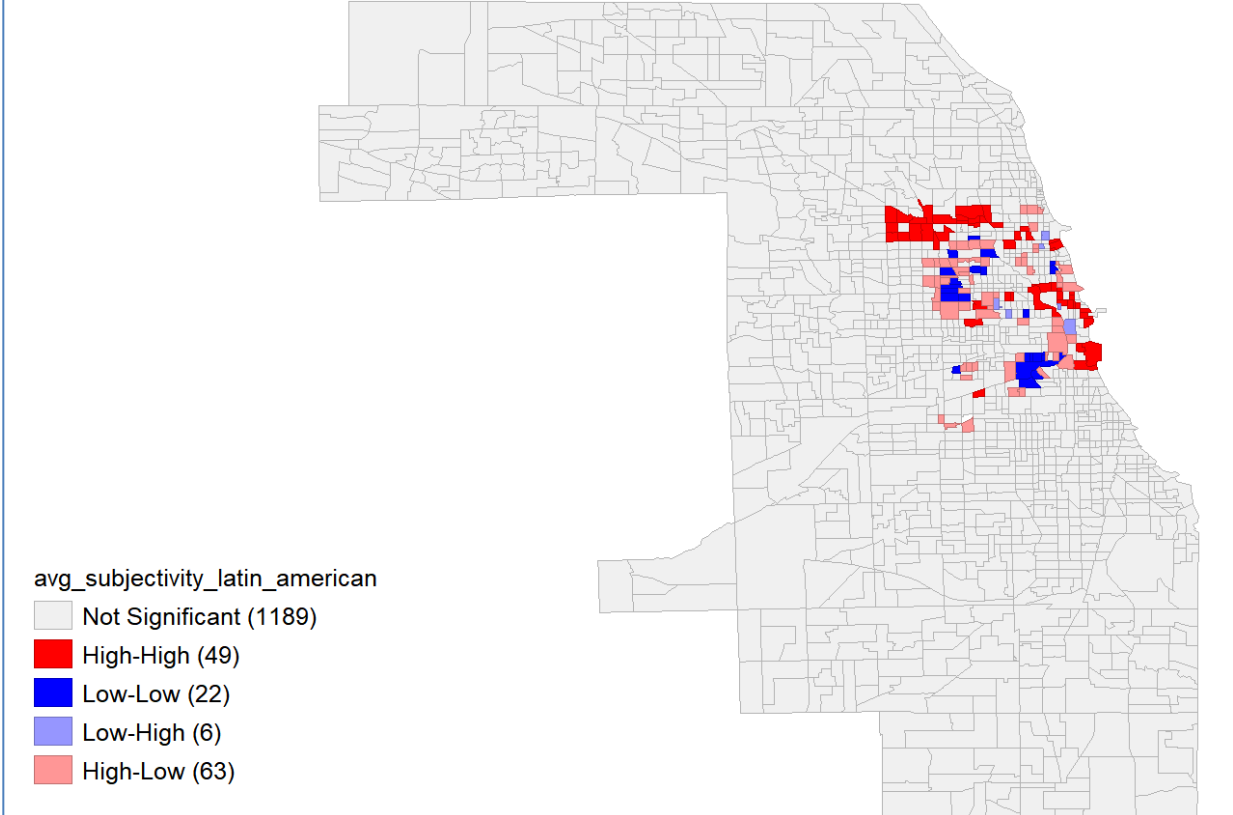 avg_subjectivity_latin_american
Not Significant (1189)
High-High (49)
Low-Low (22)
Low-High (6)
High-Low (63)